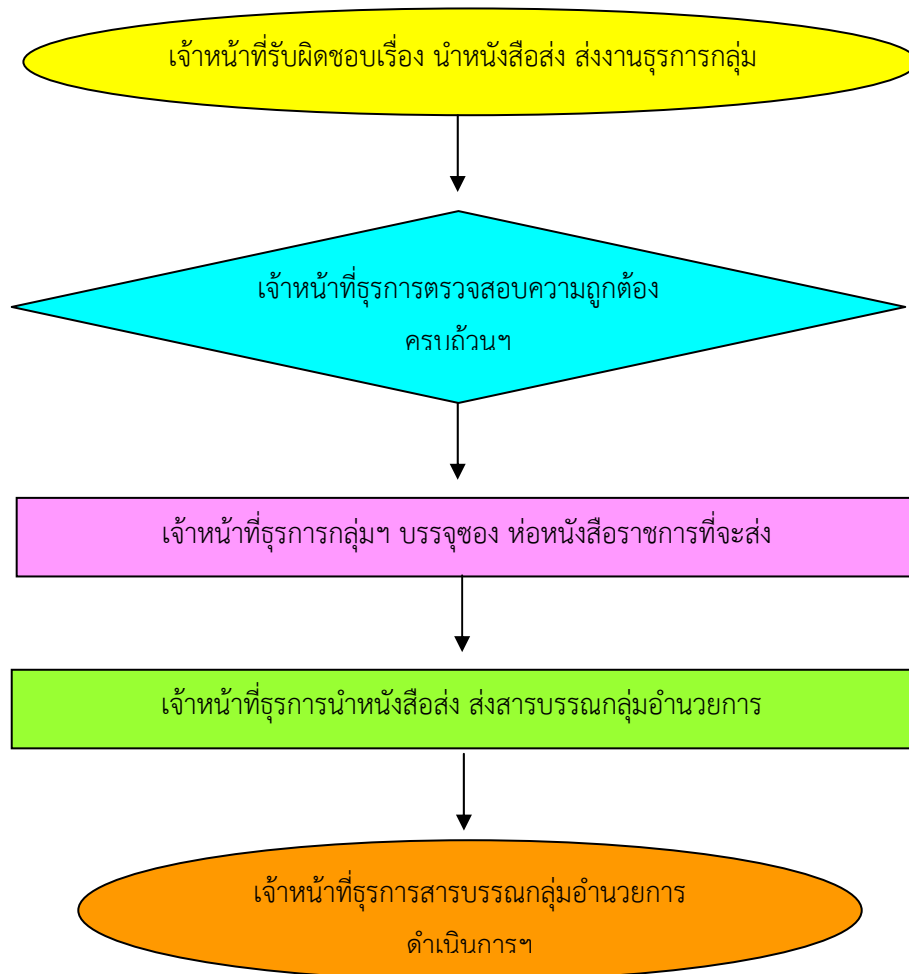 เจ้าหน้าที่รับผิดชอบเรื่อง นำหนังสือส่ง ส่งงานธุรการกลุ่ม
เจ้าหน้าที่ธุรการตรวจสอบความถูกต้อง
ครบถ้วนฯ
เจ้าหน้าที่ธุรการกลุ่มฯ บรรจุซอง ห่อหนังสือราชการที่จะส่ง
เจ้าหน้าที่ธุรการนำหนังสือส่ง ส่งสารบรรณกลุ่มอำนวยการ
เจ้าหน้าที่ธุรการสารบรรณกลุ่มอำนวยการ
ดำเนินการฯ